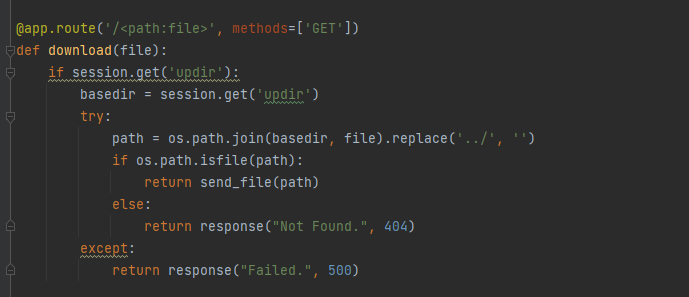 @app.route('/<path:file>', methods=['GET'])
def download(file):
    if session.get('updir'):
        basedir = session.get('updir')
        try:
            path = os.path.join(basedir, file).replace('../', '')
            if os.path.isfile(path):
                return send_file(path)
            else:
                return response("Not Found.", 404)
        except:
            return response("Failed.", 500)